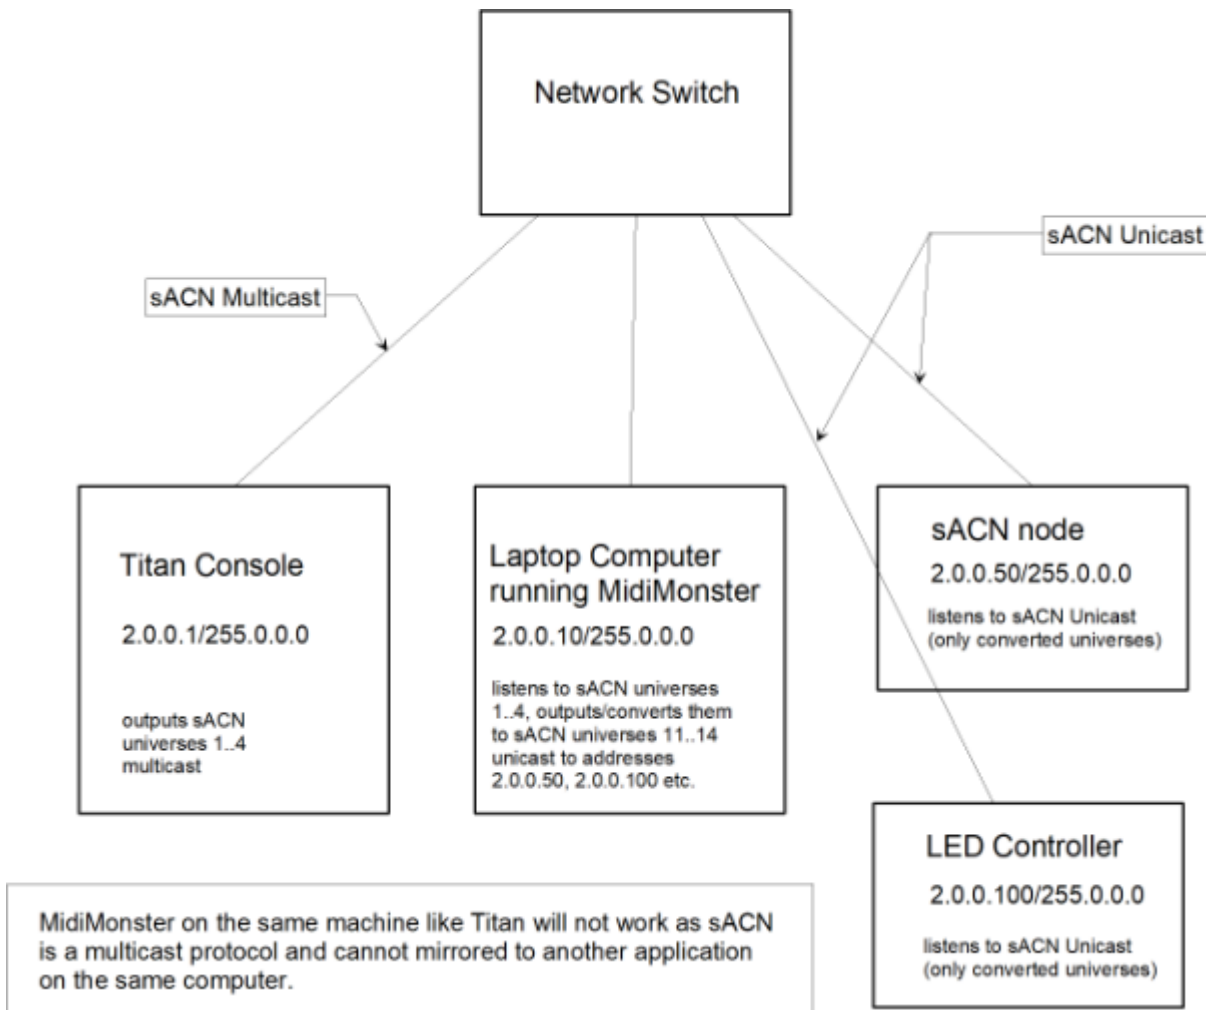 Network Switch
sACN Unicast
sACN Multicast
Titan Console
2.0.0.1/255.0.0.0
outputs sACN
universes 1..4
multicast
Laptop Computer
running MidiMonster
2.0.0.10/255.0.0.0
listens to sACN universes
1..4, outputs/converts them
to sACN universes 11..14
unicast to addresses
2.0.0.50, 2.0.0.100 etc.
sACN node
2.0.0.50/255.0.0.0
listens to sACN Unicast
(only converted universes)
LED Controller
2.0.0.100/255.0.0.0
listens to sACN Unicast
(only converted universes)
MidiMonster on the same machine like Titan will not work as sACN
is a multicast protocol and cannot mirrored to another application
on the same computer.